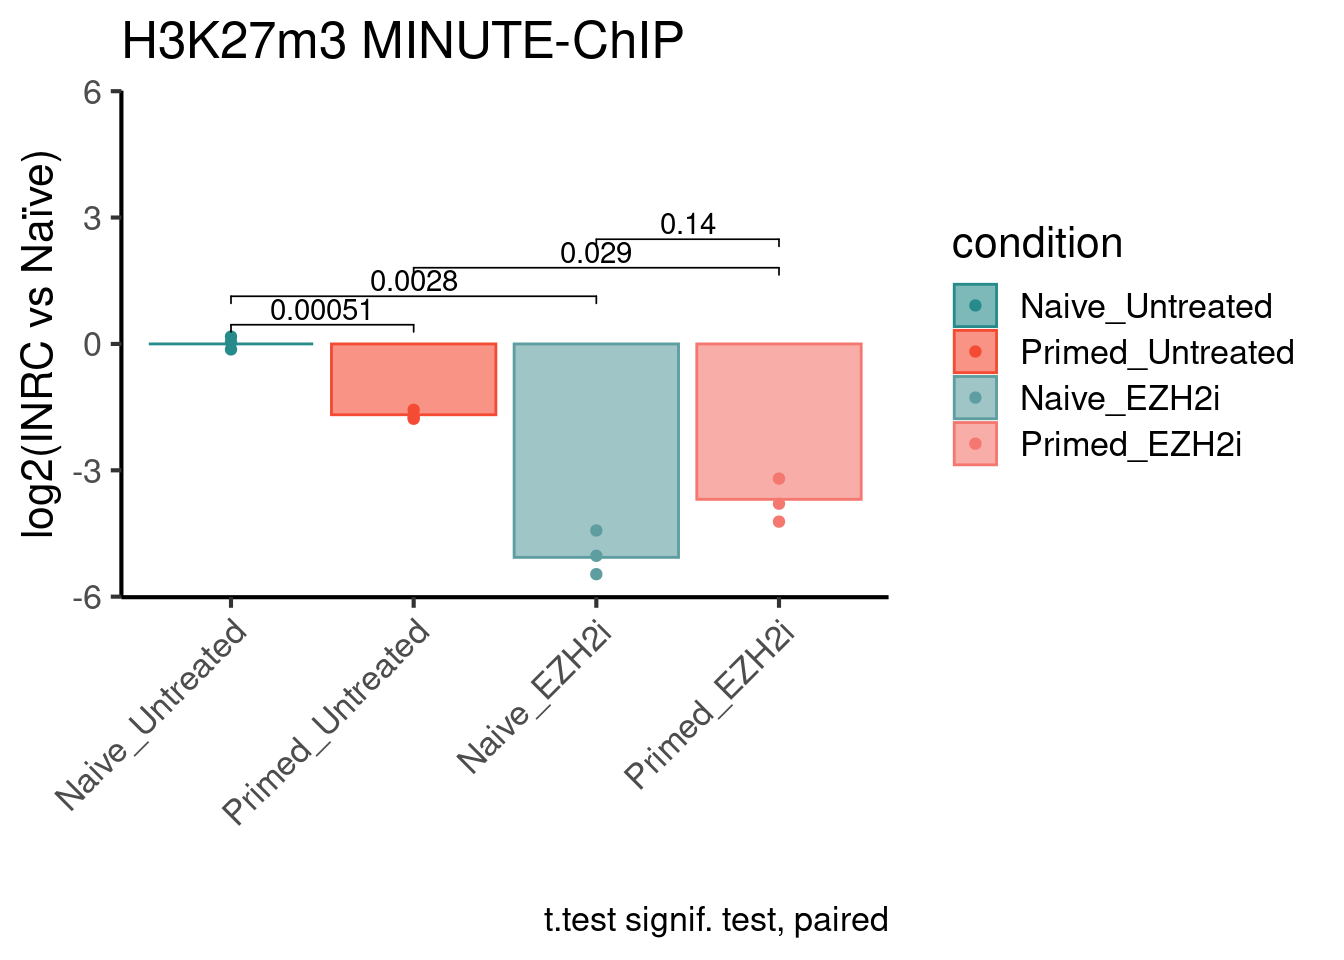 H3K27m3 MINUTE-ChIP
log2(INRC vs Naïve)
6
3
0
-3
-6
0.14
0.029
0.0028
0.00051
Naive_Untreated
Primed_Untreated
Naive_EZH2i
Primed_EZH2i
condition
Naive_Untreated
Primed_Untreated
Naive_EZH2i
Primed_EZH2i
t.test signif. test, paired